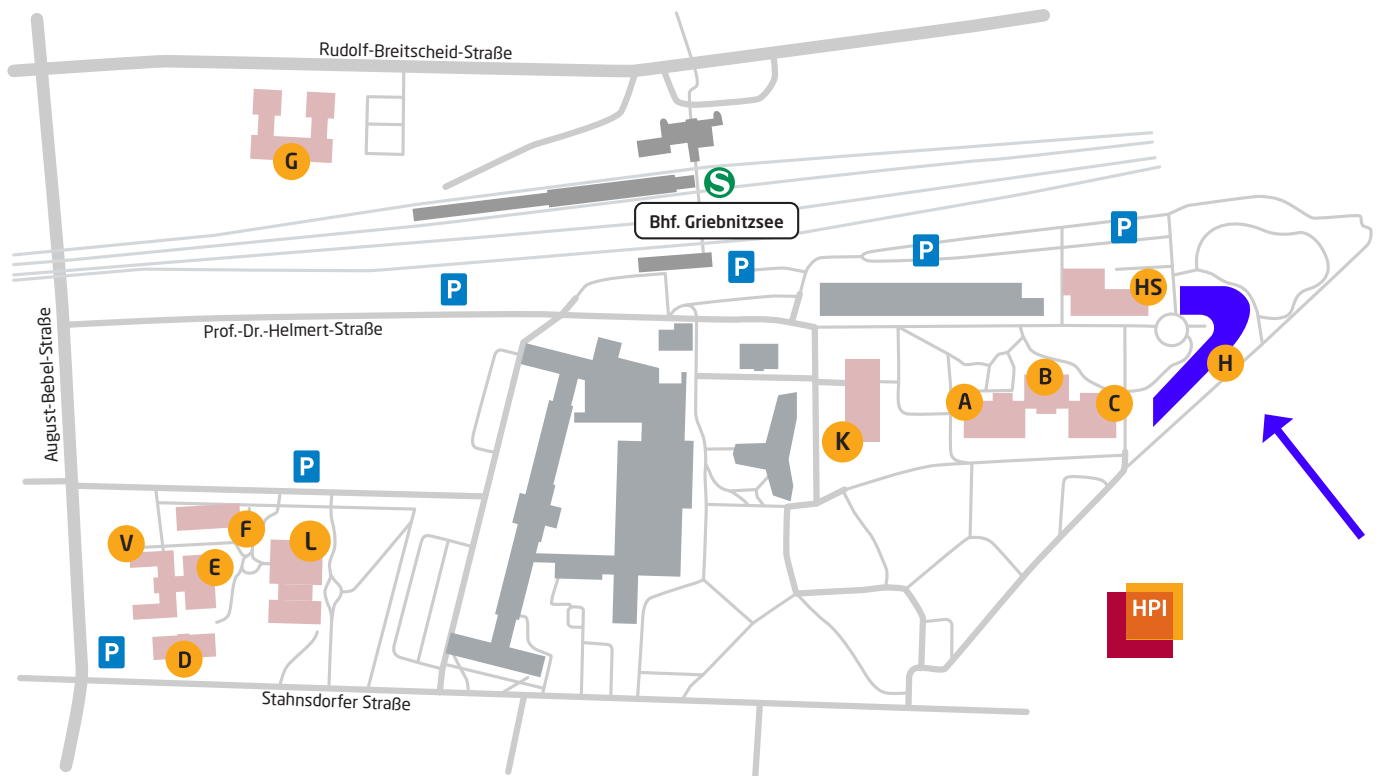 Rudolf-Breitscheid-Straße
G
S
Bhf. Griebnitzsee
P
P
P
P
HS
August-Bebel-Straße
Prof.-Dr.-Helmert-Straße
H
B
A
C
K
P
F
V
L
E
HPI
P
D
Stahnsdorfer Straße